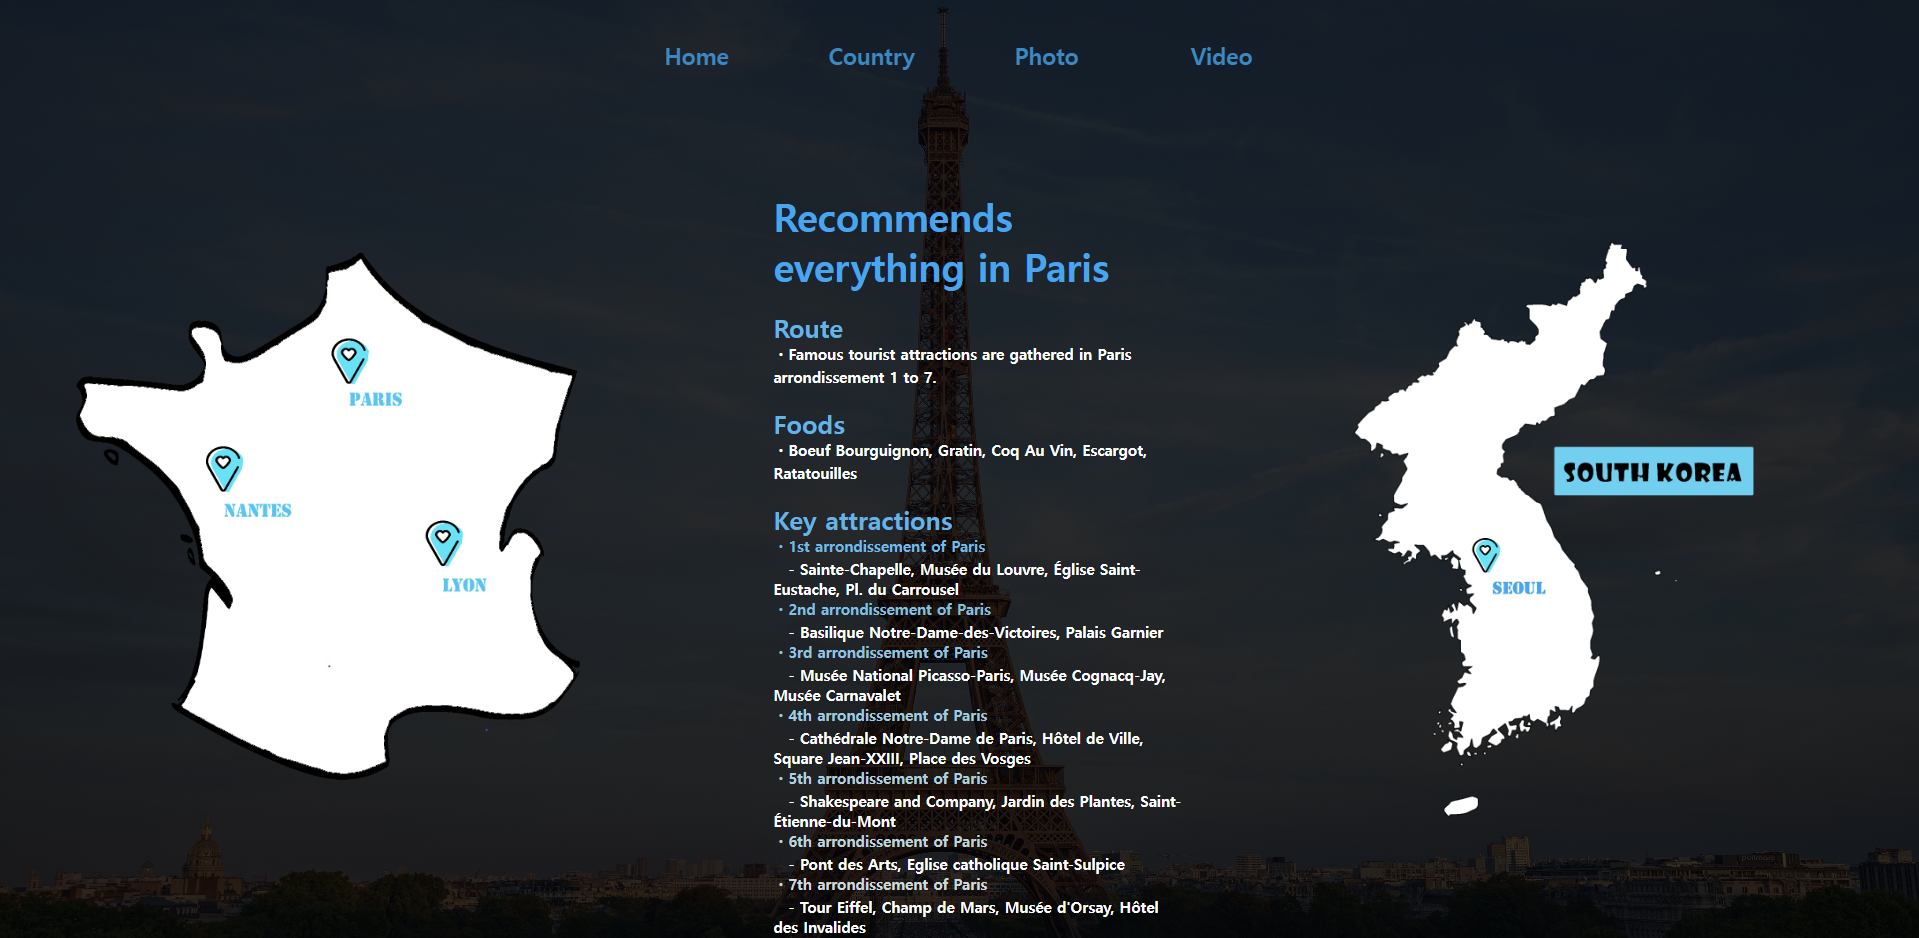 Home Country Photo Video
Recommends
everything in Paris
Route
・Famous tourist attractions are gathered in Paris
arrondissement 1 to 7.
Foods
・Boeuf Bourguignon, Gratin, Coq Au Vin, Escargot,
Ratatouilles
Key attractions
・1st arrondissement of Paris
- Sainte-Chapelle, Musée du Louvre, Église Saint-
Eustache, Pl. du Carrousel
・2nd arrondissement of Paris
- Basilique Notre-Dame-des-Victoires, Palais Garnier
・3rd arrondissement of Paris
- Musée National Picasso-Paris, Musée Cognacq-Jay,
Musée Carnavalet
・4th arrondissement of Paris
- Cathédrale Notre-Dame de Paris, Hôtel de Ville,
Square Jean-XXIII, Place des Vosges
・5th arrondissement of Paris
- Shakespeare and Company, Jardin des Plantes, Saint-
Étienne-du-Mont
・6th arrondissement of Paris
- Pont des Arts, Eglise catholique Saint-Sulpice
・7th arrondissement of Paris
- Tour Eiffel, Champ de Mars, Musée d'Orsay, Hôtel
des Invalides
PARIS
NANTES
LYON
SOUTH KOREA
SEOUL